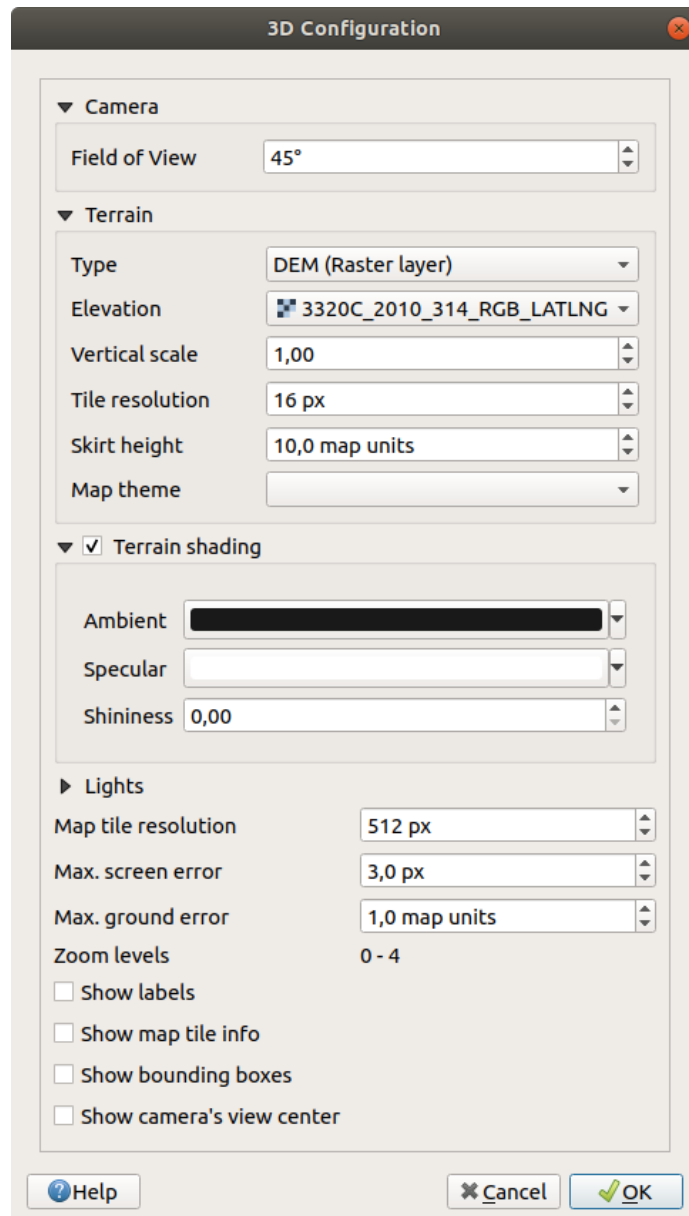 3D Configuration
Camera
Field of View 45°
Terrain
Type DEM (Raster layer)
Elevation 3320C_2010_314_RGB_LATLNG
Vertical scale 1,00
Tile resolution 16 px
Skirt height 10,0 map units
Map theme
Terrain shading
Ambient
Specular
Shininess 0,00
Lights
Map tile resolution 512 px
Max. screen error 3,0 px
Max. ground error 1,0 map units
Zoom levels 0 - 4
Show labels
Show map tile info
Show bounding boxes
Show camera's view center
Help Cancel OK